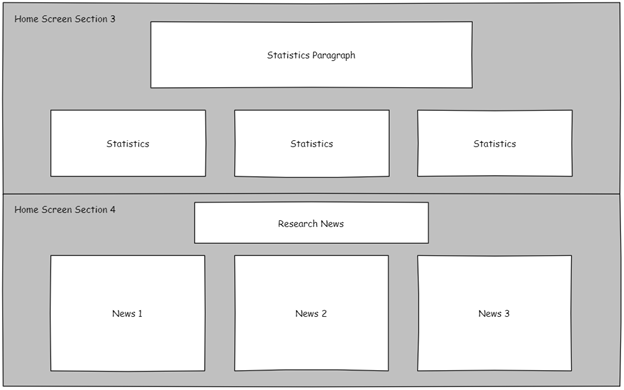 Home Screen Section 3
Statistics Paragraph
Statistics
Statistics
Statistics
Home Screen Section 4
Research News
News 1
News 2
News 3